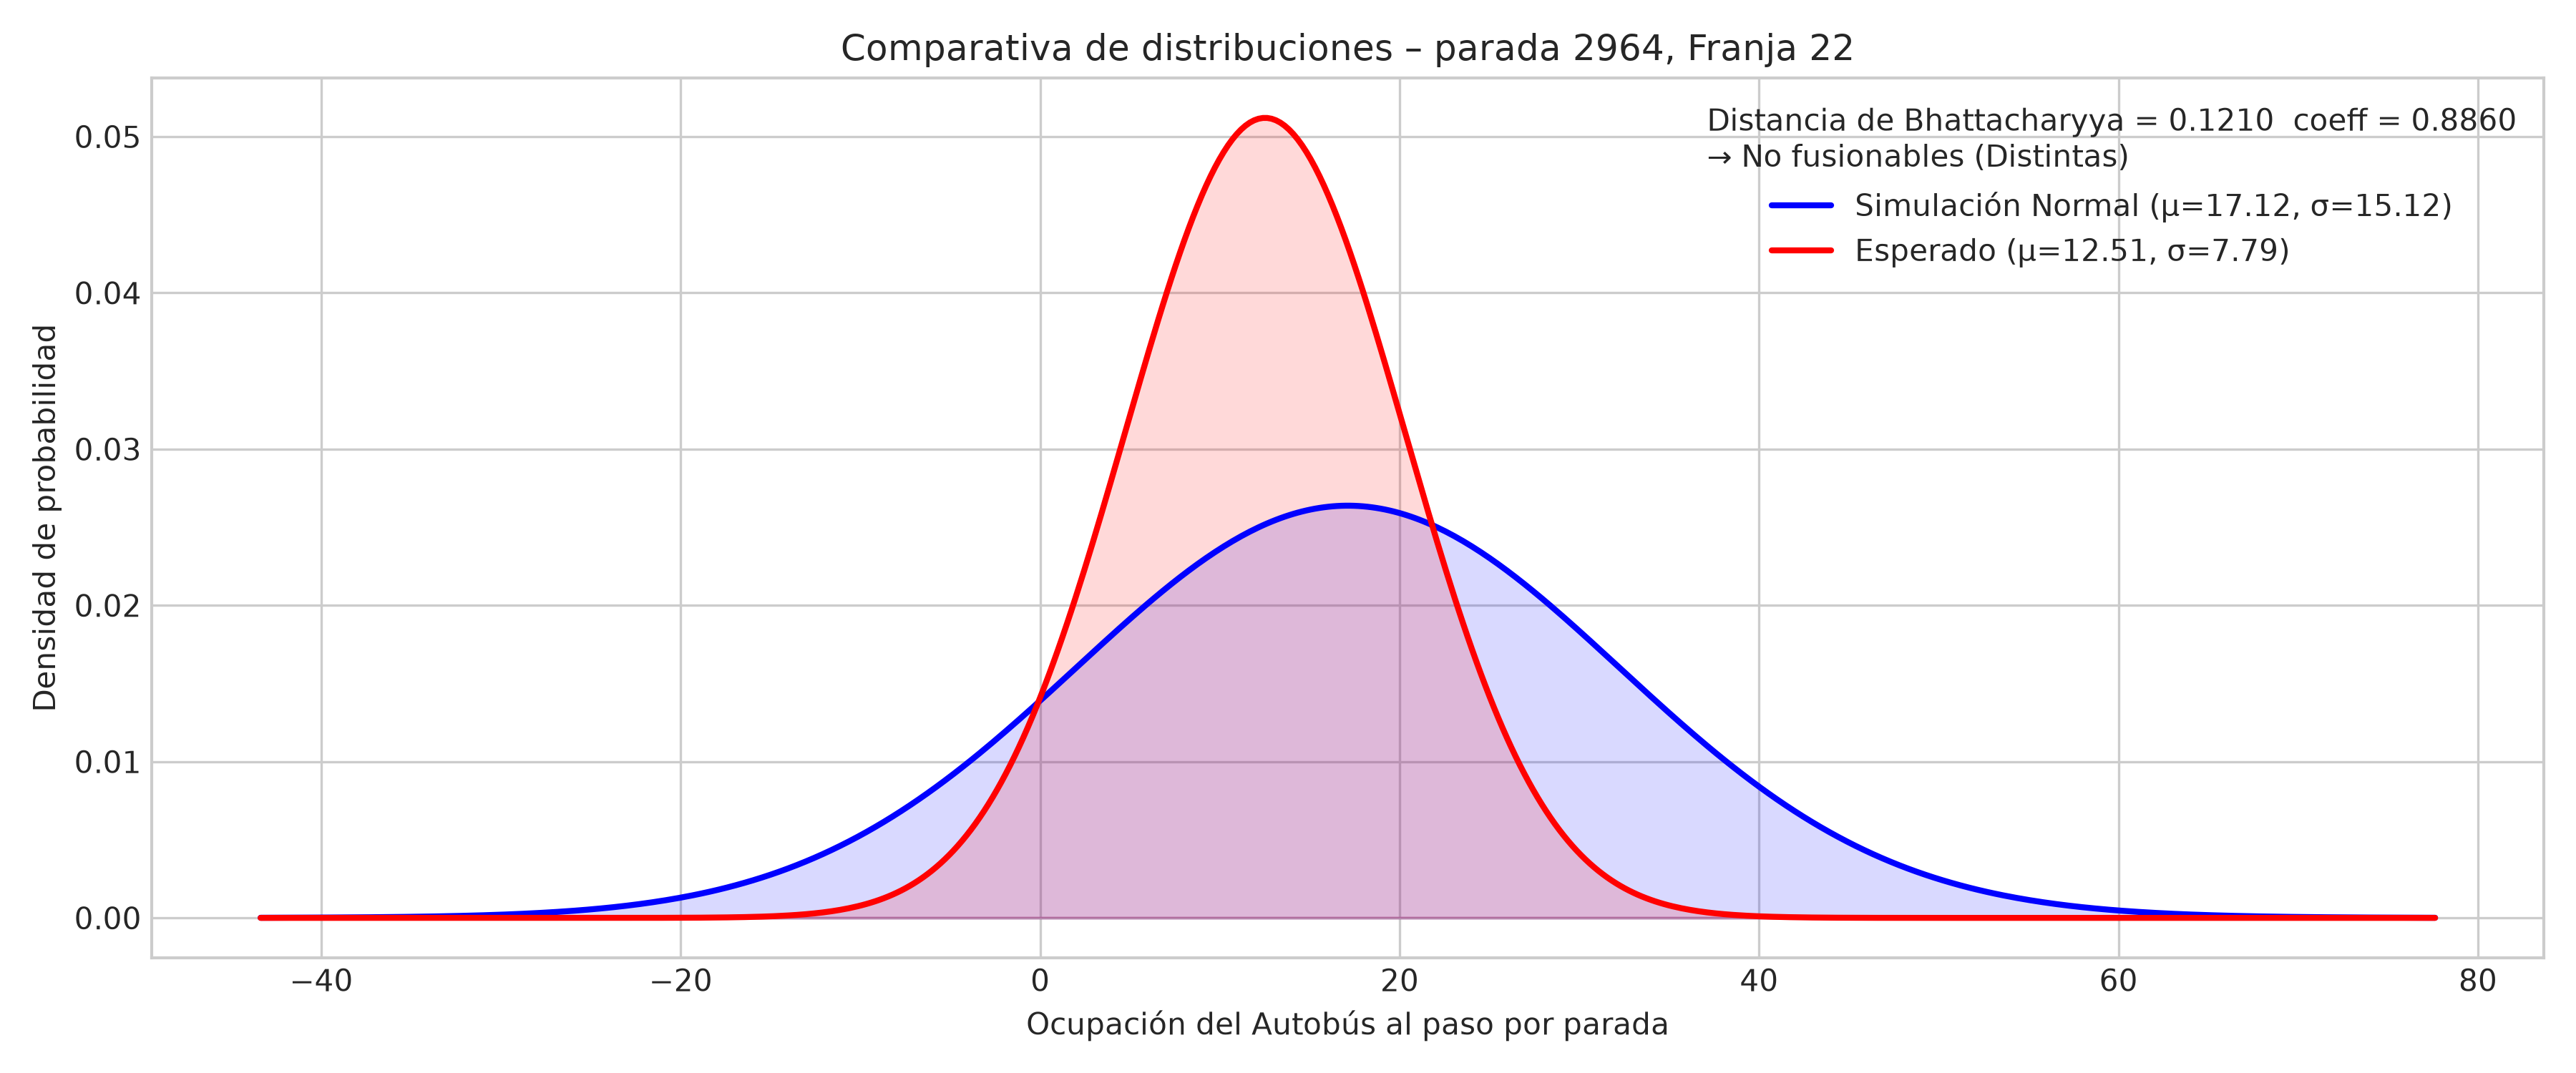 Comparativa de distribuciones – parada 2964, Franja 22
Distancia de Bhattacharyya = 0.1210  coeff = 0.8860
→ No fusionables (Distintas)
Simulación Normal (μ=17.12, σ=15.12)
Esperado (μ=12.51, σ=7.79)
Densidad de probabilidad
0.05
0.04
0.03
0.02
0.01
0.00
−40
−20
0
20
40
60
80
Ocupación del Autobús al paso por parada